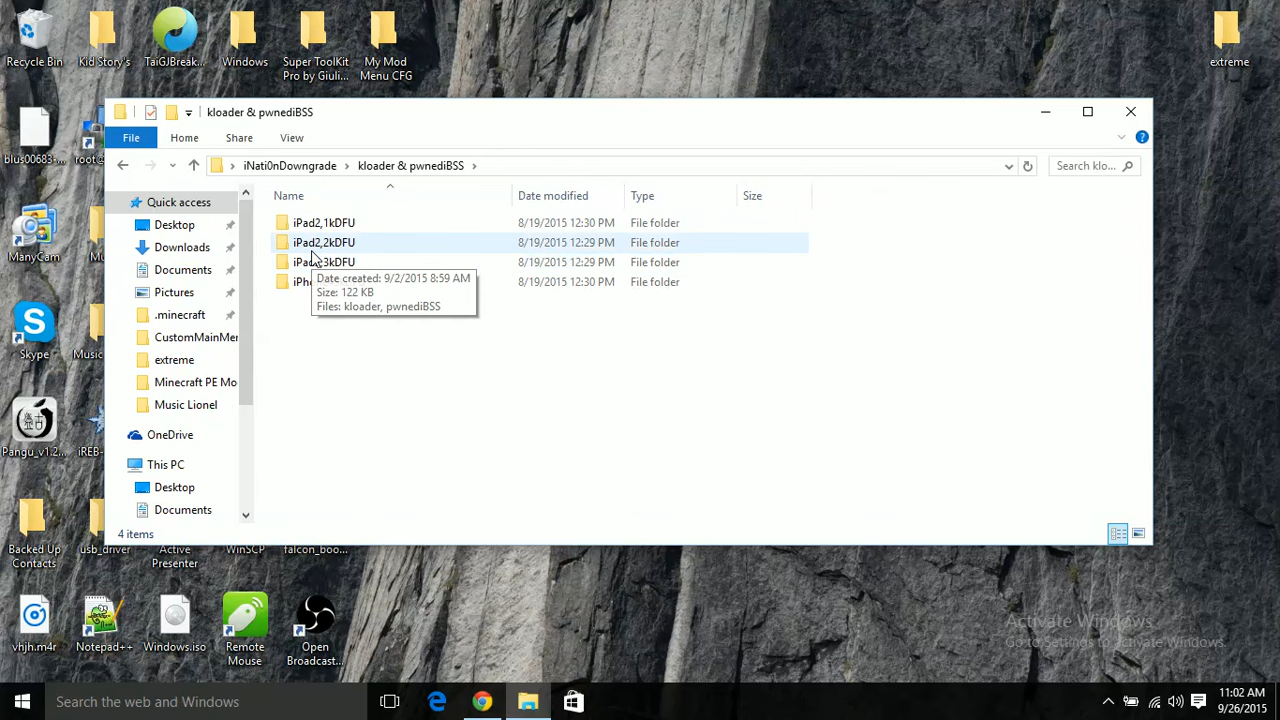 Recycle Bin
Kid Story's
TaiGJBreak...
Windows
Super ToolKit
Pro by Giuli...
My Mod
Menu CFG
extreme
kloader & pwnediBSS
File
Home
Share
View
iNati0nDowngrade
kloader & pwnediBSS
Search klo...
Name
Date modified
Type
Size
Quick access
Desktop
Downloads
Documents
Pictures
.minecraft
CustomMainMer
extreme
Minecraft PE Mo
Music Lionel
OneDrive
This PC
Desktop
Documents
iPad2,1kDFU 8/19/2015 12:30 PM File folder
iPad2,2kDFU 8/19/2015 12:29 PM File folder
8/19/2015 12:29 PM File folder
8/19/2015 12:30 PM File folder
Date created: 9/2/2015 8:59 AM
Size: 122 KB
Files: kloader, pwnediBSS
4 items
blus00683-
root@
ManyCam
Skype
Music
Pangu_v1.2...
iREB-
Backed Up
Contacts
usb_driver
Active
Presenter
WinSCP
falcon_boo...
vhjh.m4r
Notepad++
Windows.iso
Remote
Mouse
Open
Broadcast...
Activate Windows
Go to Settings to activate Windows.
Search the web and Windows
11:02 AM
9/26/2015